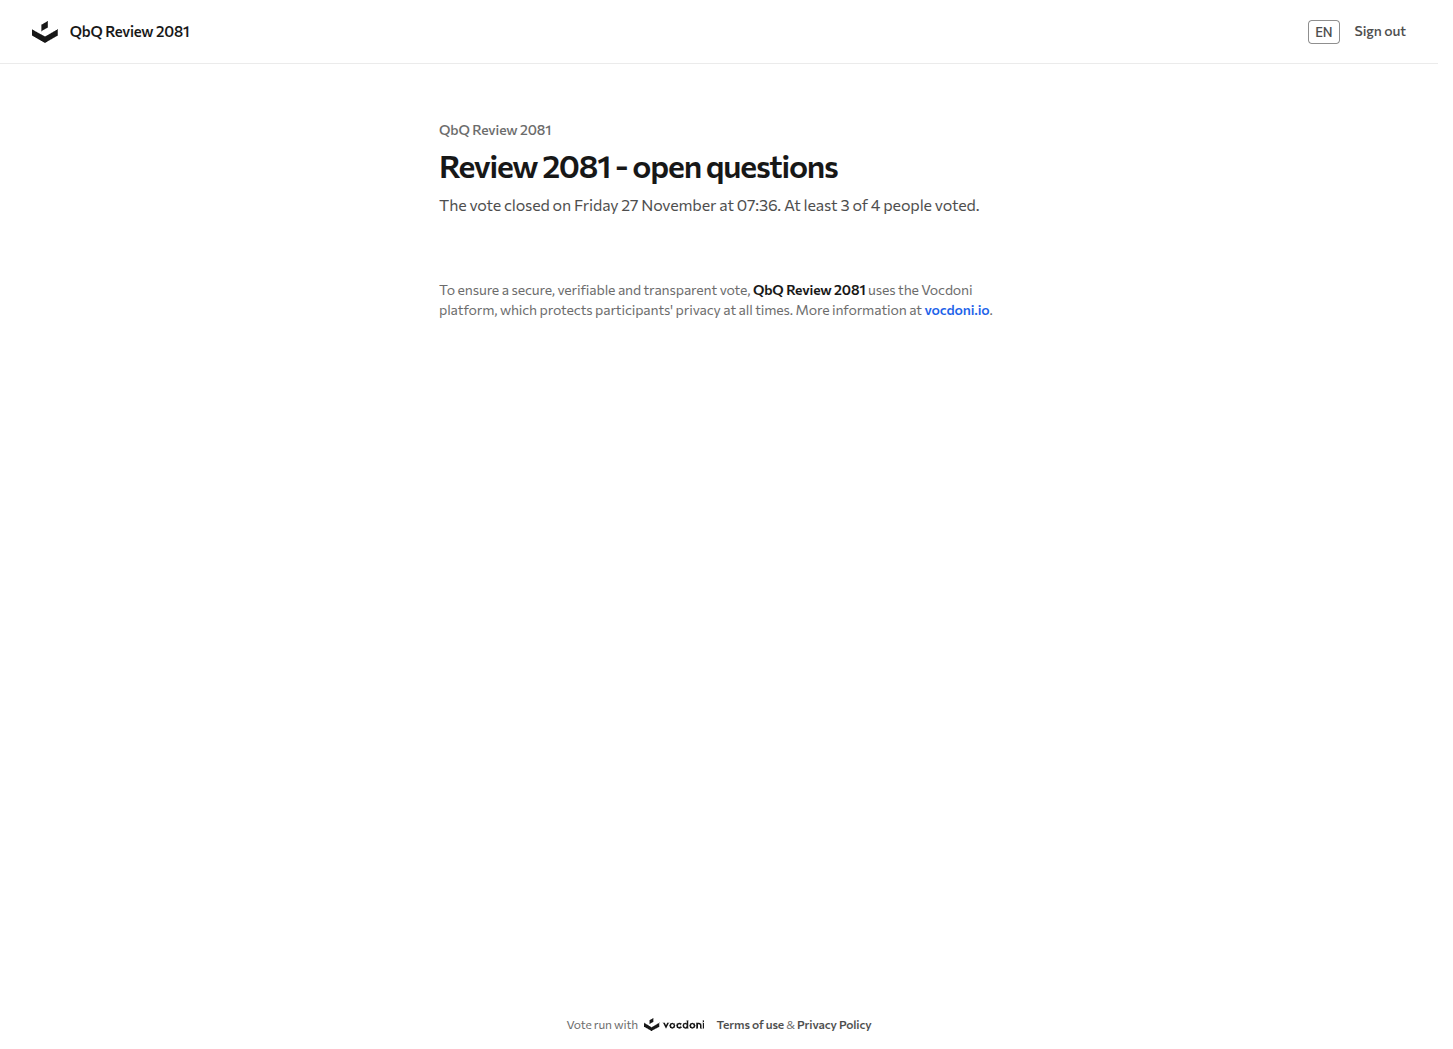 QbQ Review 2081
EN
Sign out
QbQ Review 2081
Review 2081 - open questions
The vote closed on Friday 27 November at 07:36. At least 3 of 4 people voted.
To ensure a secure, verifiable and transparent vote, QbQ Review 2081 uses the Vocdoni
platform, which protects participants' privacy at all times. More information at vocdoni.io.
Vote run with vocdoni Terms of use & Privacy Policy